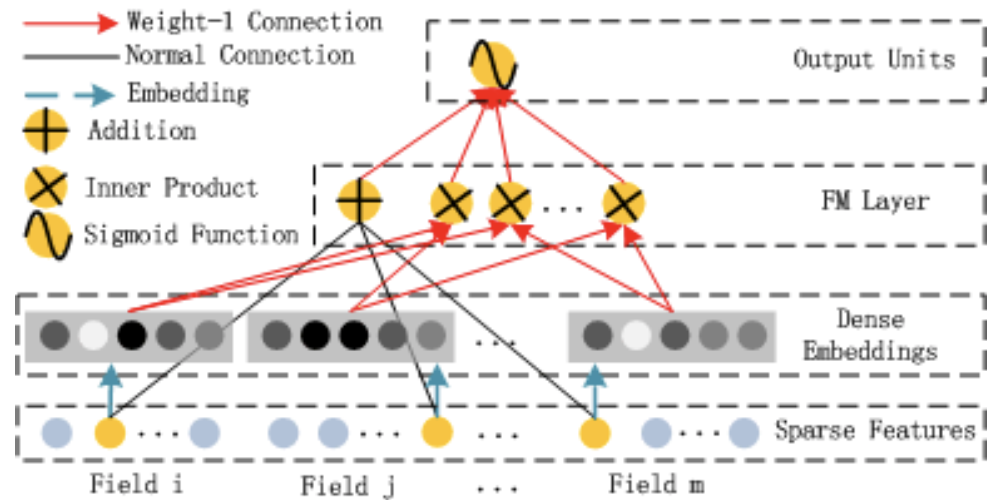 Weight-1 Connection
Normal Connection
Embedding
Addition
Inner Product
Sigmoid Function
Output Units
FM Layer
...
Dense
Embeddings
...
Sparse Features
... ... ... ...
Field i Field j ... Field m